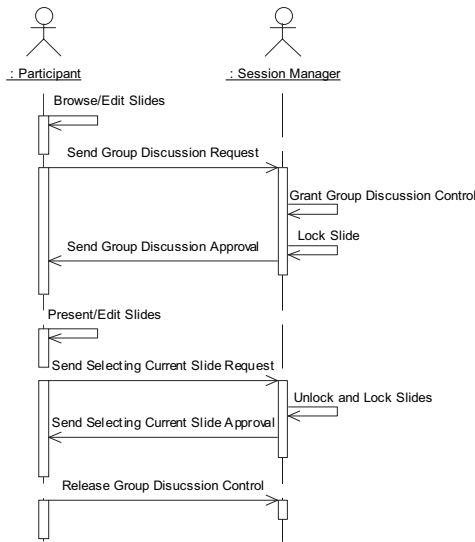 : Participant
: Session Manager
Browse/Edit Slides
Send Group Discussion Request
Grant Group Discussion Control
Lock Slide
Send Group Discussion Approval
Present/Edit Slides
Send Selecting Current Slide Request
Unlock and Lock Slides
Send Selecting Current Slide Approval
Release Group Disucssion Control